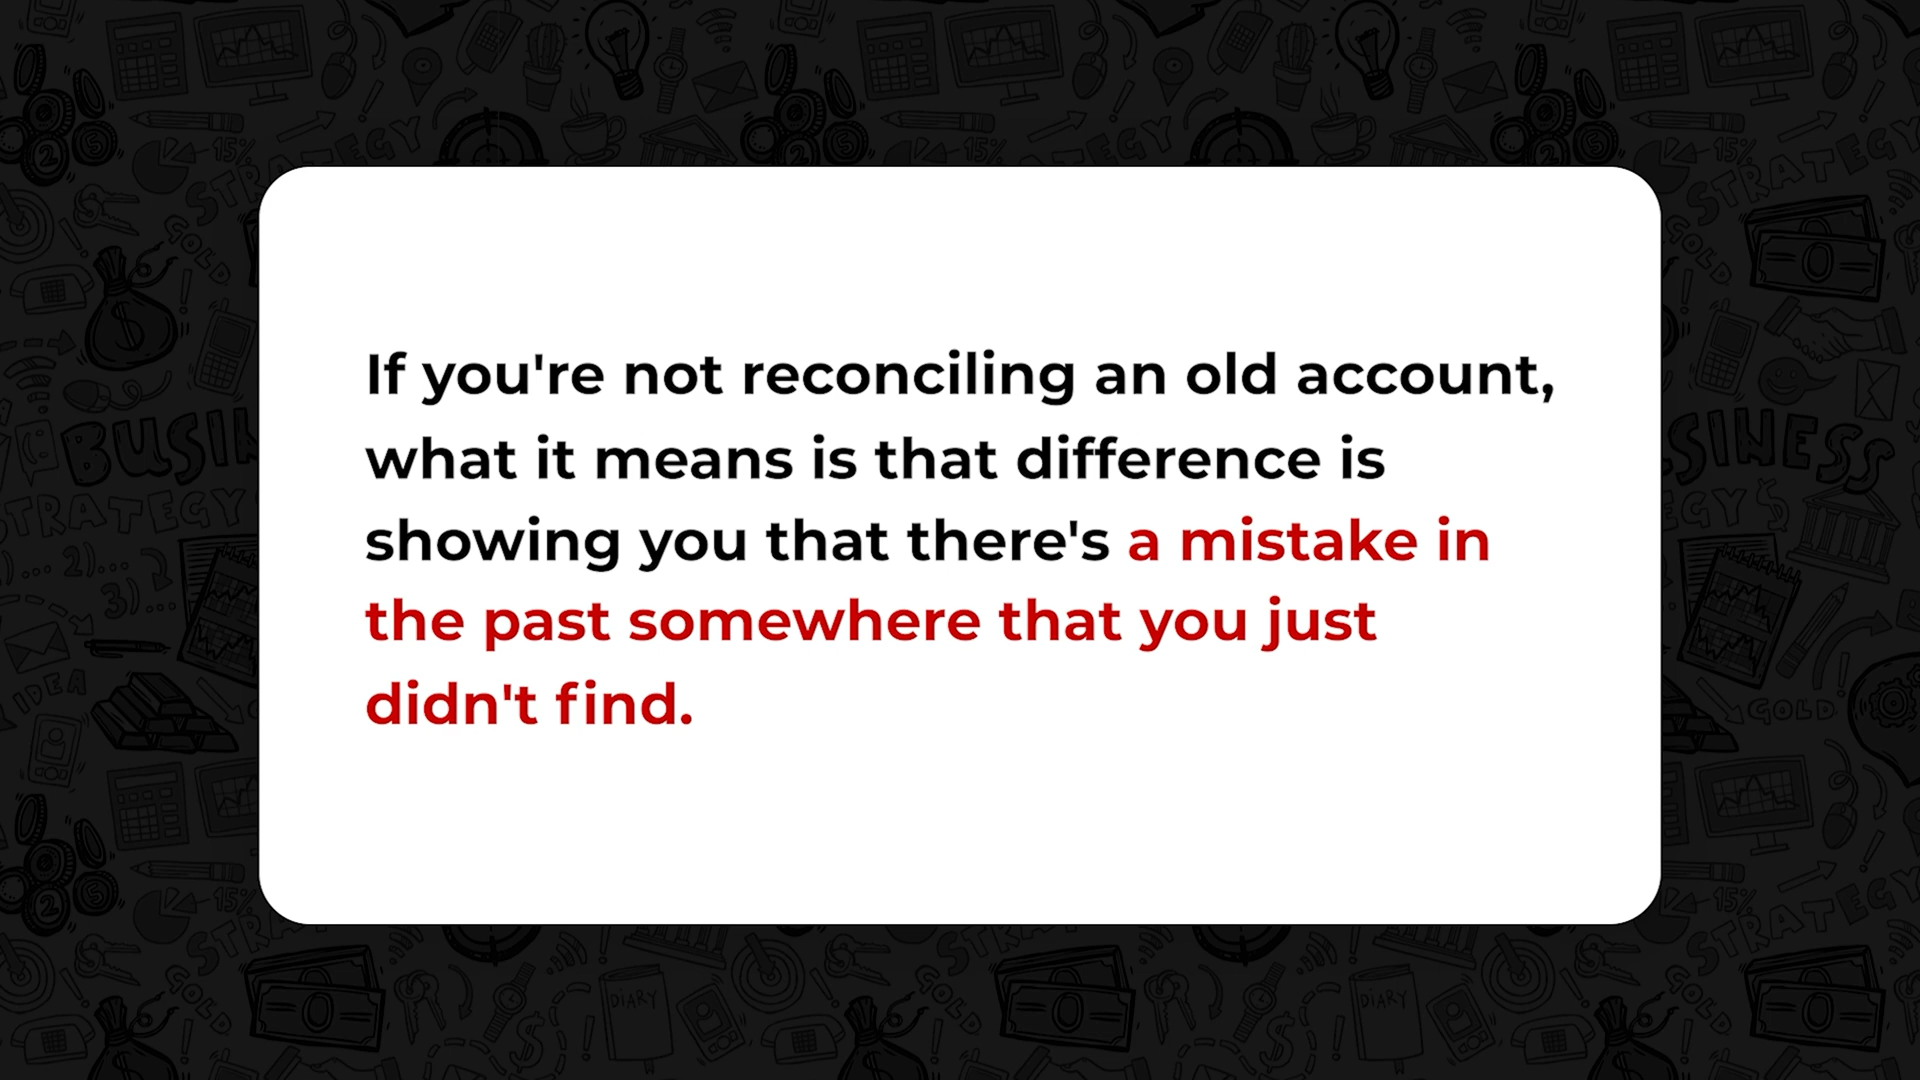 If you're not reconciling an old account,
what it means is that difference is
showing you that there's a mistake in
the past somewhere that you just
didn't find.